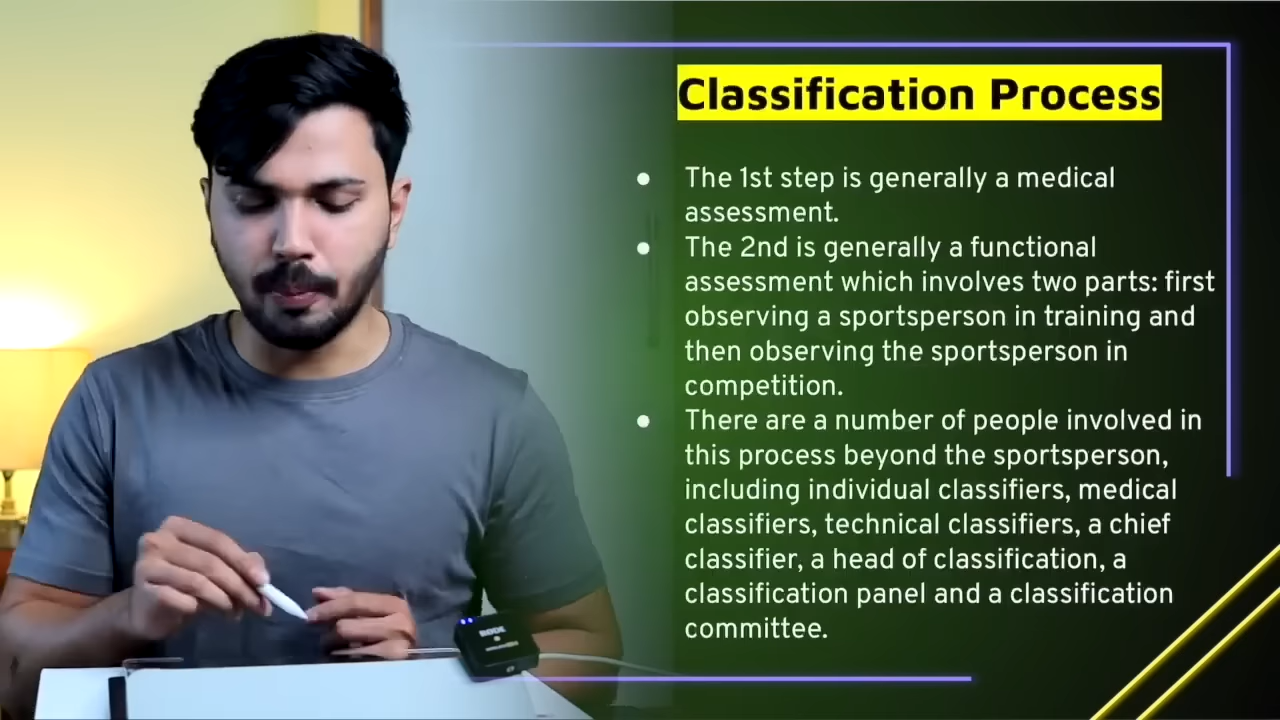 Classification Process
● The 1st step is generally a medical
assessment.
● The 2nd is generally a functional
assessment which involves two parts: first
observing a sportsperson in training and
then observing the sportsperson in
competition.
● There are a number of people involved in
this process beyond the sportsperson,
including individual classifiers, medical
classifiers, technical classifiers, a chief
classifier, a head of classification, a
classification panel and a classification
committee.
RODE